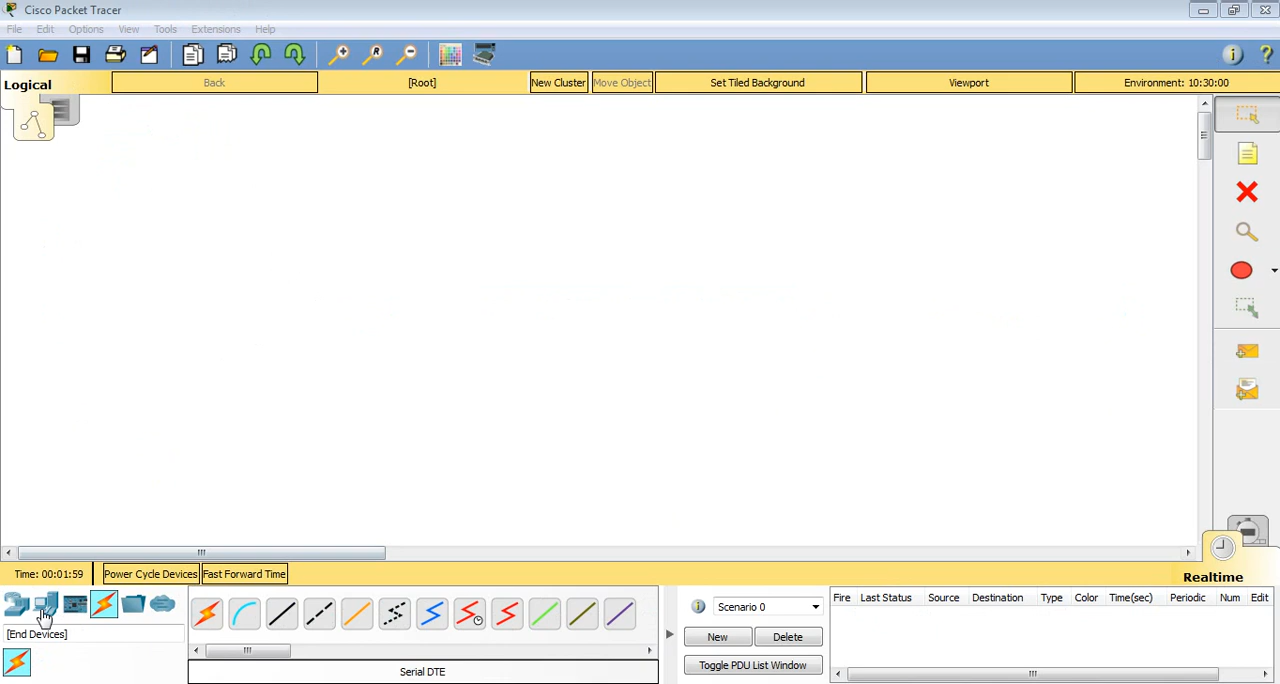 Cisco Packet Tracer
File Edit Options View Tools Extensions Help
Logical Back [Root] New Cluster Move Object Set Tiled Background Viewport Environment: 10:30:00
Time: 00:01:59 Power Cycle Devices Fast Forward Time
Realtime
[End Devices]
Serial DTE
Scenario 0
New Delete
Toggle PDU List Window
Fire Last Status Source Destination Type Color Time(sec) Periodic Num Edit